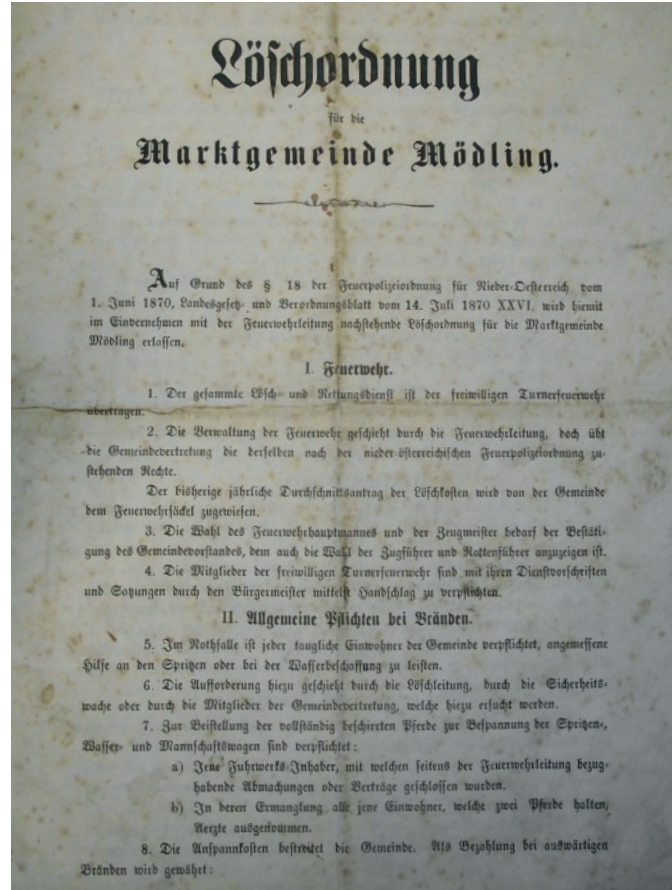 Löschordnung
für die
Marktgemeinde Mödling.
Auf Grund des § 18 der Feuerpolizeiordnung für Nieder-Oesterreich vom
1. Juni 1870, Landesgesetz- und Verordnungsblatt vom 14. Juli 1870 XXVI, wird hiemit
im Einvernehmen mit der Feuerwehrleitung nachstehende Löschordnung für die Marktgemeinde
Mödling erlassen.
I. Feuerwehr.
1. Der gesammte Lösch- und Rettungsdienst ist der freiwilligen Turnerfeuerwehr
übertragen.
2. Die Verwaltung der Feuerwehr geschieht durch die Feuerwehrleitung, doch übt
die Gemeindevertretung die derselben nach der nieder-österreichischen Feuerpolizeiordnung zu-
stehenden Rechte.
Der bisherige jährliche Durchschnittsantrag der Löschkosten wird von der Gemeinde
dem Feuerwehrsäckel zugewiesen.
3. Die Wahl des Feuerwehrhauptmannes und der Zeugmeister bedarf der Bestäti-
gung des Gemeindevorstandes, dem auch die Wahl der Zugführer und Rottenführer anzuzeigen ist.
4. Die Mitglieder der freiwilligen Turnerfeuerwehr sind mit ihren Dienstvorschriften
und Satzungen durch den Bürgermeister mittelst Handschlag zu verpflichten.
II. Allgemeine Pflichten bei Bränden.
5. Im Nothfalle ist jeder taugliche Einwohner der Gemeinde verpflichtet, angemessene
Hilfe an den Spritzen oder bei der Wasserbeschaffung zu leisten.
6. Die Aufforderung hiezu geschieht durch die Löschleitung, durch die Sicherheits-
wache oder durch die Mitglieder der Gemeindevertretung, welche hiezu ersucht werden.
7. Zur Beistellung der vollständig beschirrten Pferde zur Bespannung der Spritzen-,
Wasser- und Mannschaftswagen sind verpflichtet:
a) Jene Fuhrwerks-Inhaber, mit welchen seitens der Feuerwehrleitung bezug-
habende Abmachungen oder Verträge geschlossen wurden.
b) In deren Ermanglung alle jene Einwohner, welche zwei Pferde halten,
Aerzte ausgenommen.
8. Die Anspannkosten bestreitet die Gemeinde. Als Bezahlung bei auswärtigen
Bränden wird gewährt: